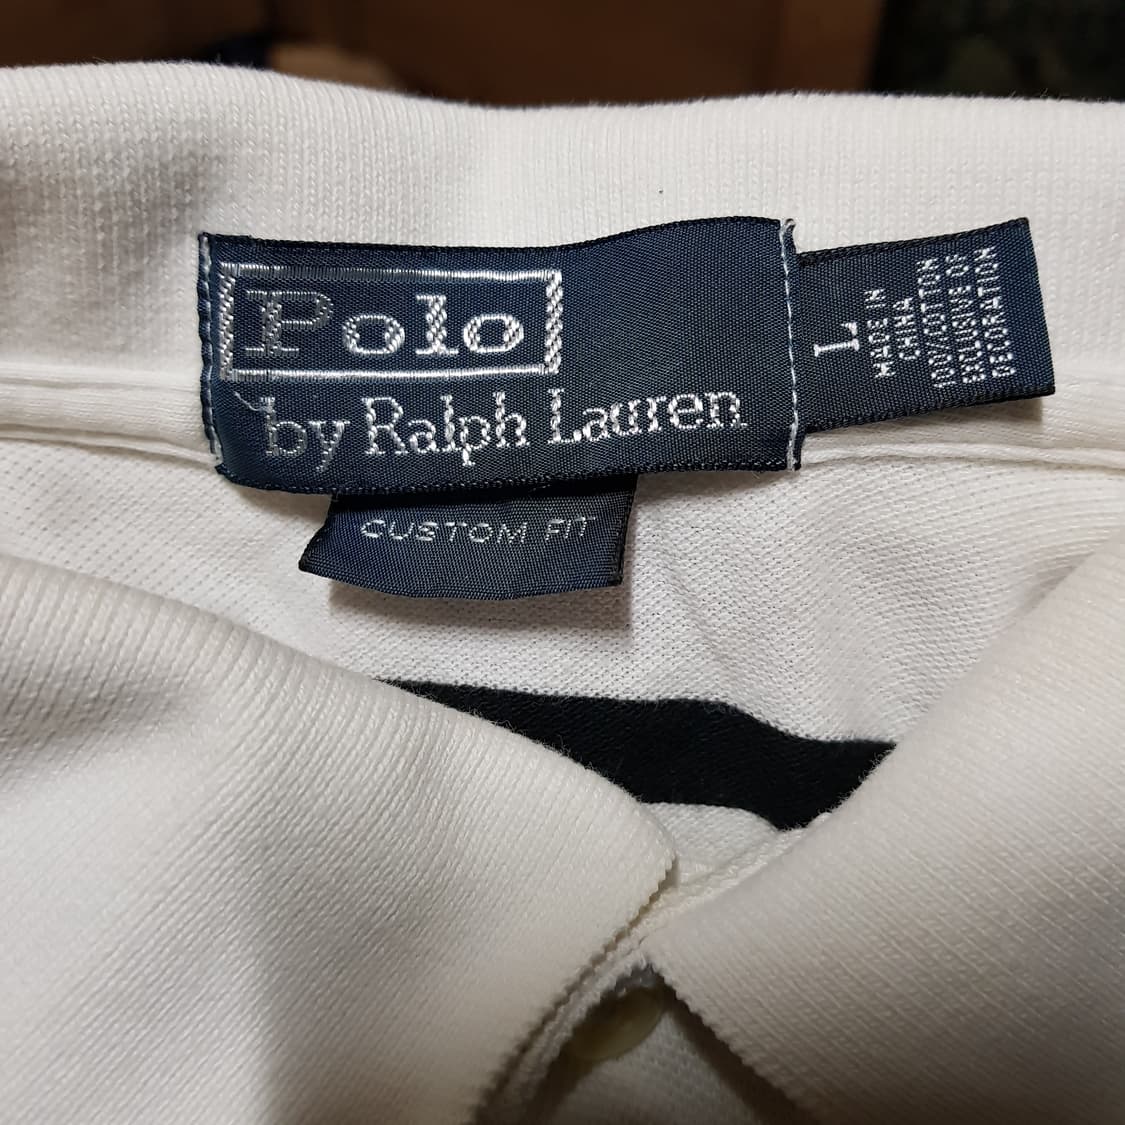 Polo
by Ralph Lauren
CUSTOM FIT
L
MADE IN
CHINA
100%COTTON
EXCLUSIVE OF
DECORATION